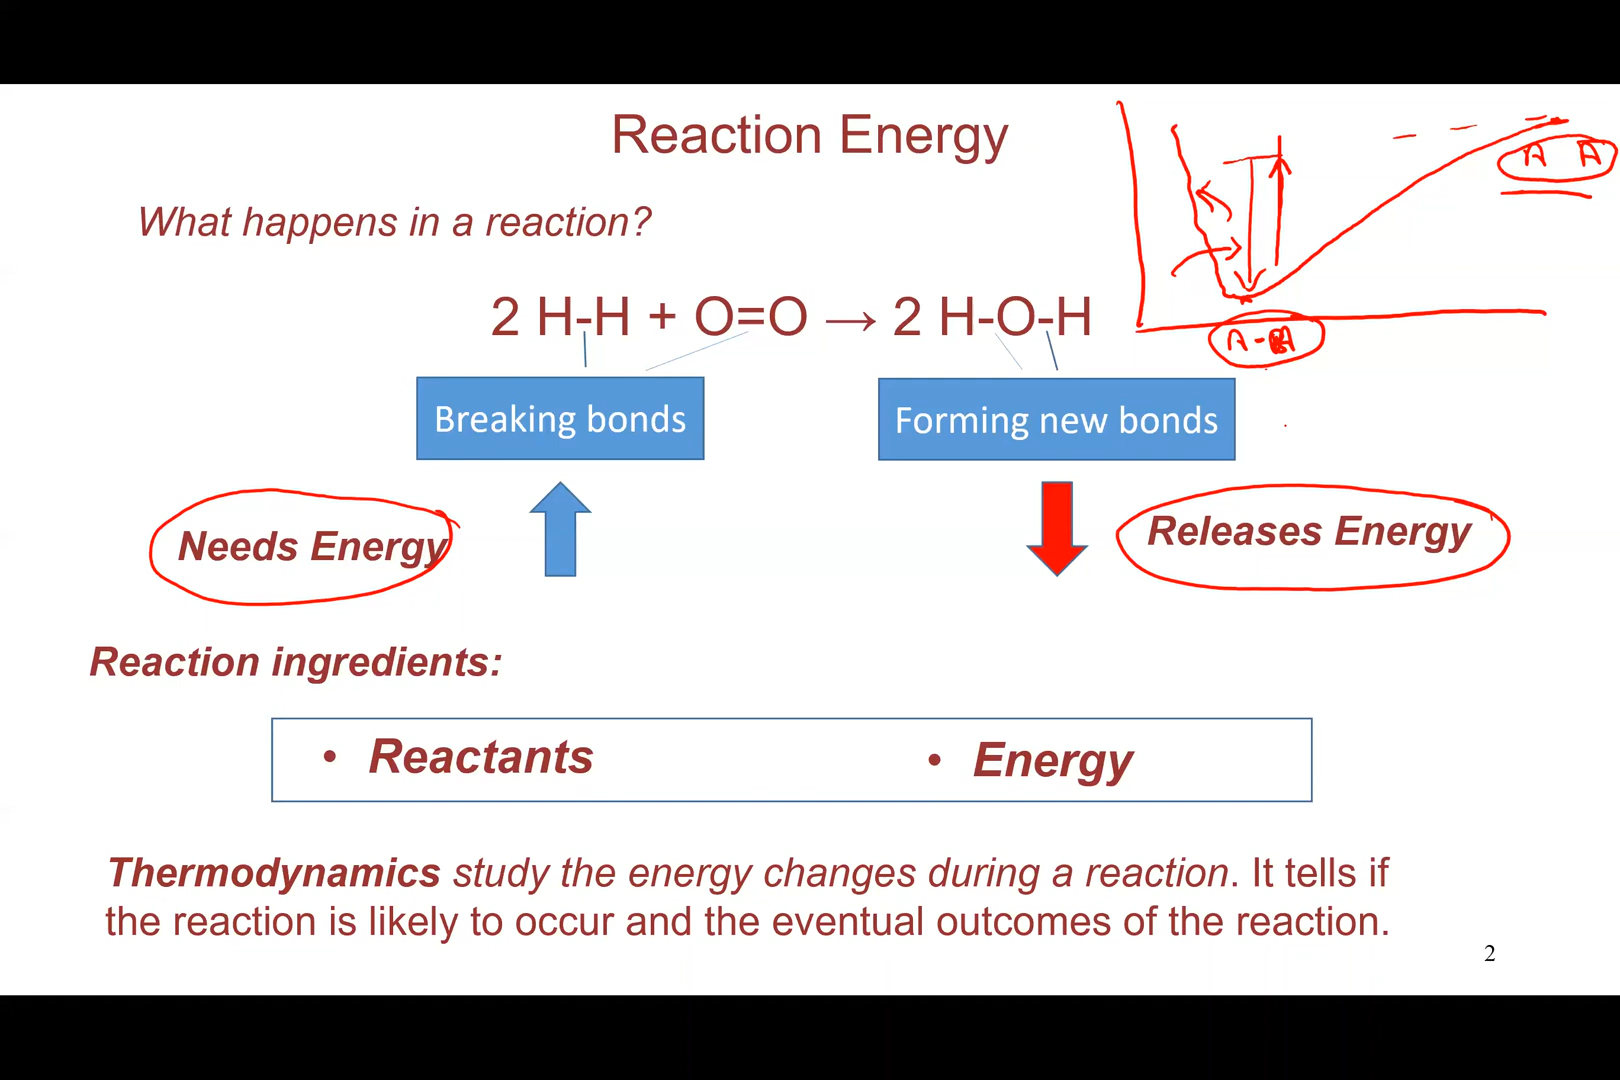 Reaction Energy
What happens in a reaction?
A A
2 H-H + O=O → 2 H-O-H
A - A
Breaking bonds
Forming new bonds
Needs Energy
Releases Energy
Reaction ingredients:
• Reactants
• Energy
Thermodynamics study the energy changes during a reaction. It tells if
the reaction is likely to occur and the eventual outcomes of the reaction.
2